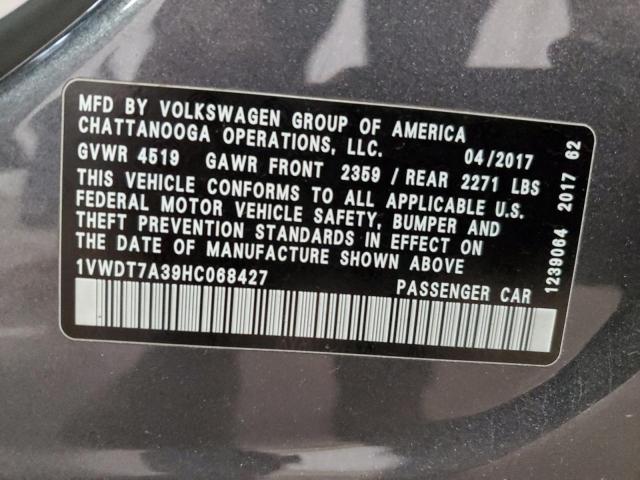 MFD BY VOLKSWAGEN GROUP OF AMERICA
CHATTANOOGA OPERATIONS, LLC. 04/2017
GVWR 4519 GAWR FRONT 2359 / REAR 2271 LBS
THIS VEHICLE CONFORMS TO ALL APPLICABLE U.S.
FEDERAL MOTOR VEHICLE SAFETY, BUMPER AND
THEFT PREVENTION STANDARDS IN EFFECT ON
THE DATE OF MANUFACTURE SHOWN ABOVE
1VWDT7A39HC068427 PASSENGER CAR
1239064 2017 62